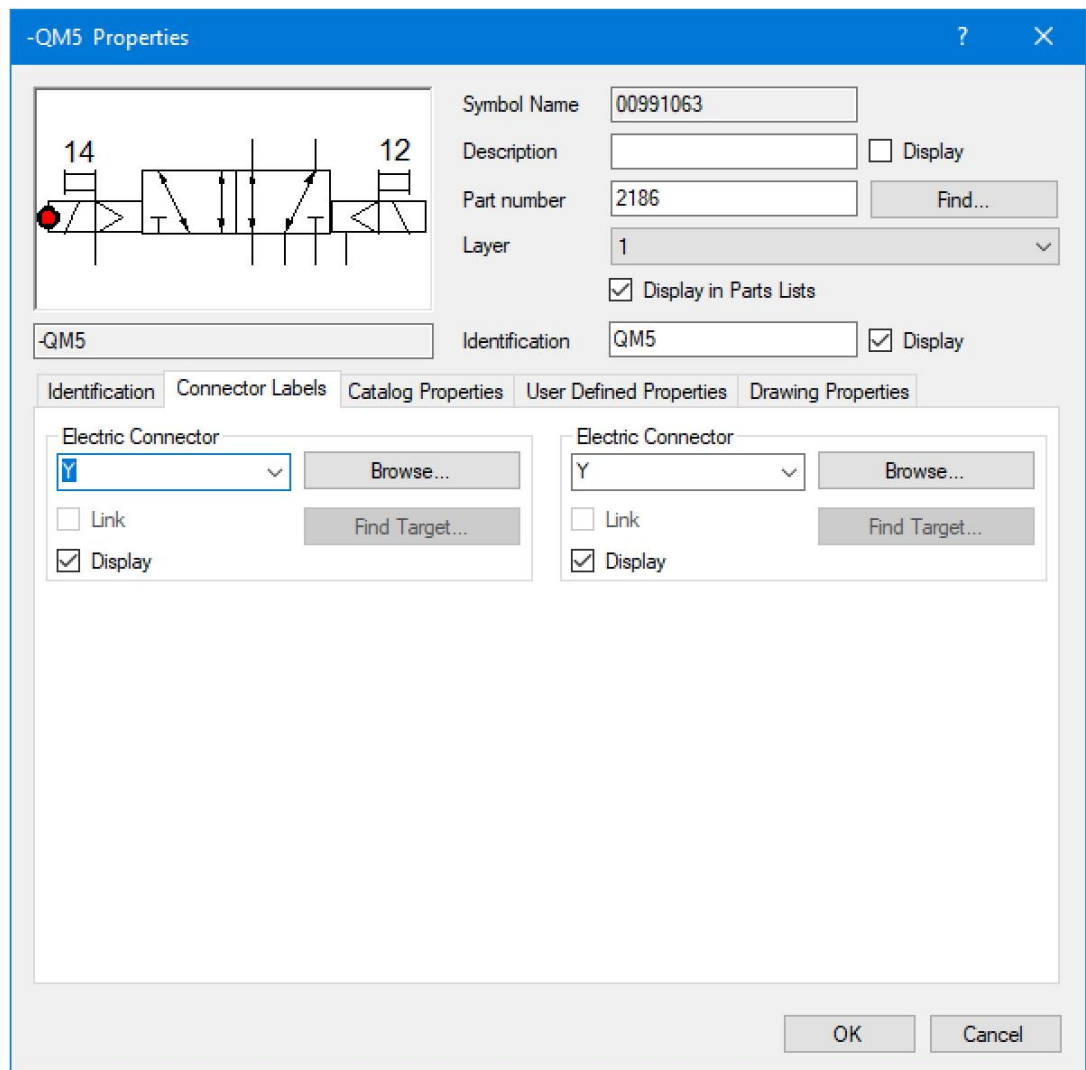 -QM5 Properties ? ×
14 12
Symbol Name 00991063
Description Display
Part number 2186 Find...
Layer 1
Display in Parts Lists
-QM5
Identification QM5 Display
Identification Connector Labels Catalog Properties User Defined Properties Drawing Properties
Electric Connector Electric Connector
Y Browse... Y Browse...
Link Find Target... Link Find Target...
Display Display
OK Cancel